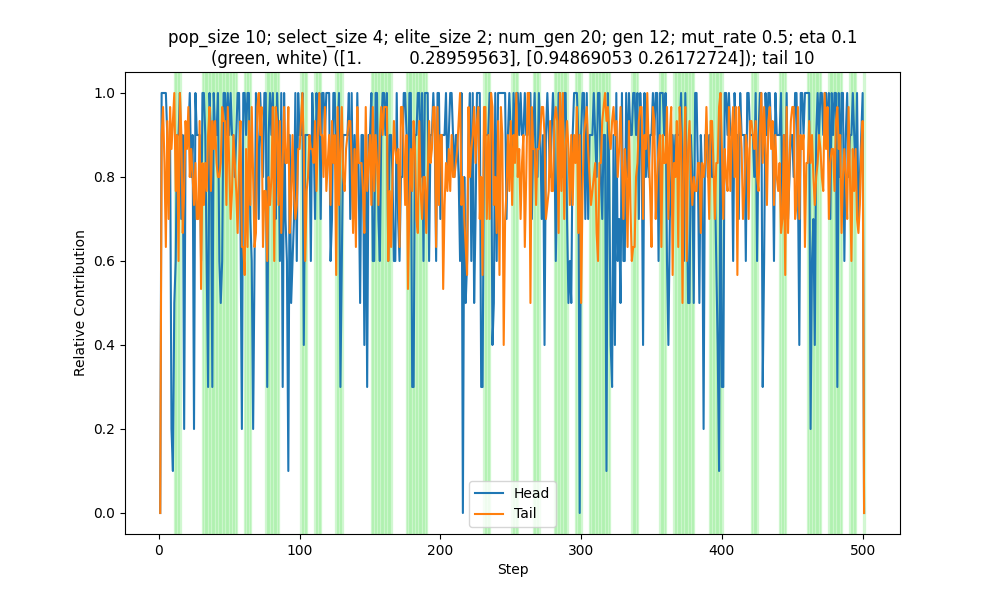 pop_size 10; select_size 4; elite_size 2; num_gen 20; gen 12; mut_rate 0.5; eta 0.1
(green, white) ([1. 0.28959563], [0.94869053 0.26172724]); tail 10
1.0
0.8
0.6
0.4
0.2
0.0
Relative Contribution
Head
Tail
0 100 200 300 400 500
Step